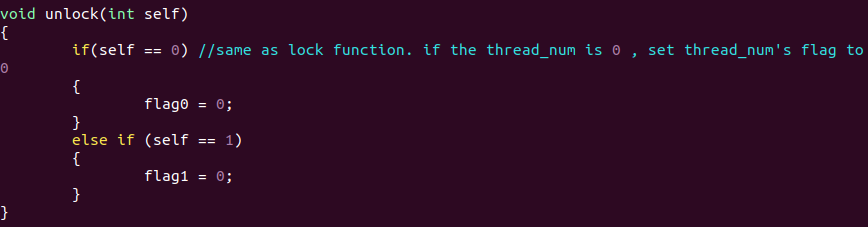 void unlock(int self)
{
        if(self == 0) //same as lock function. if the thread_num is 0 , set thread_num's flag to
0
        {
                flag0 = 0;
        }
        else if (self == 1)
        {
                flag1 = 0;
        }
}